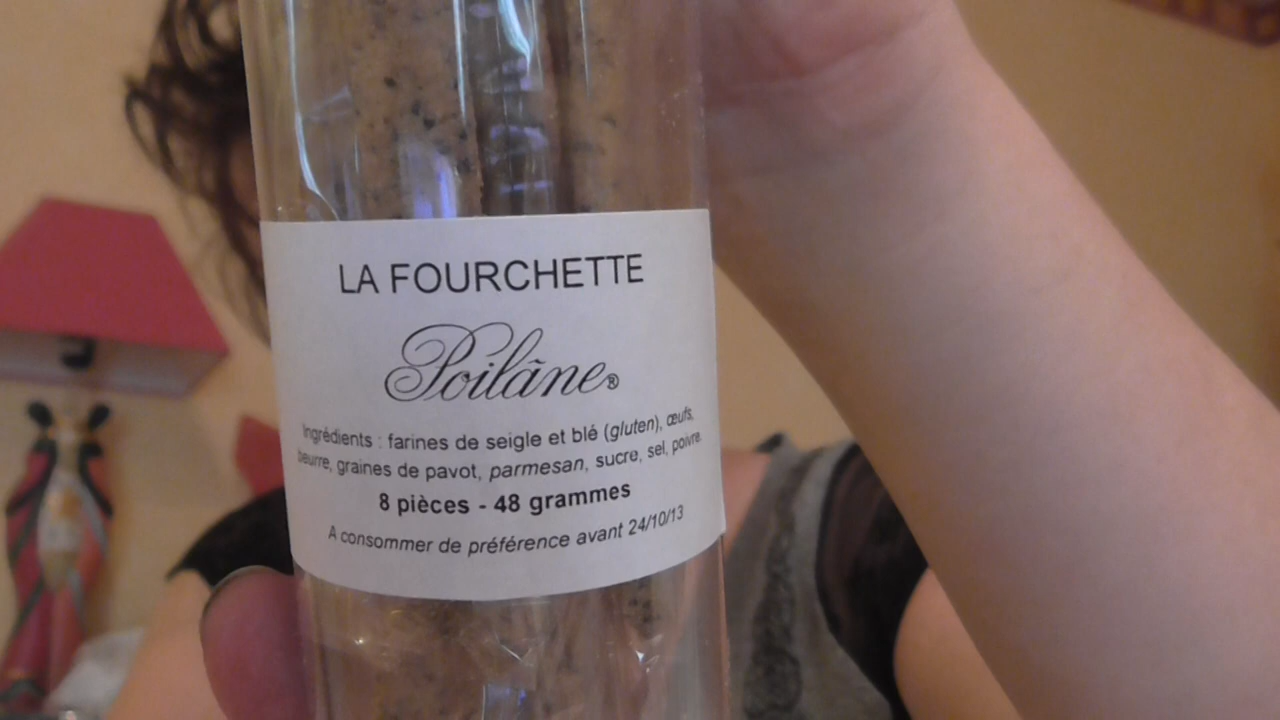 LA FOURCHETTE
Poilâne®
Ingrédients : farines de seigle et blé (gluten), œufs,
beurre, graines de pavot, parmesan, sucre, sel, poivre.
8 pièces - 48 grammes
A consommer de préférence avant 24/10/13